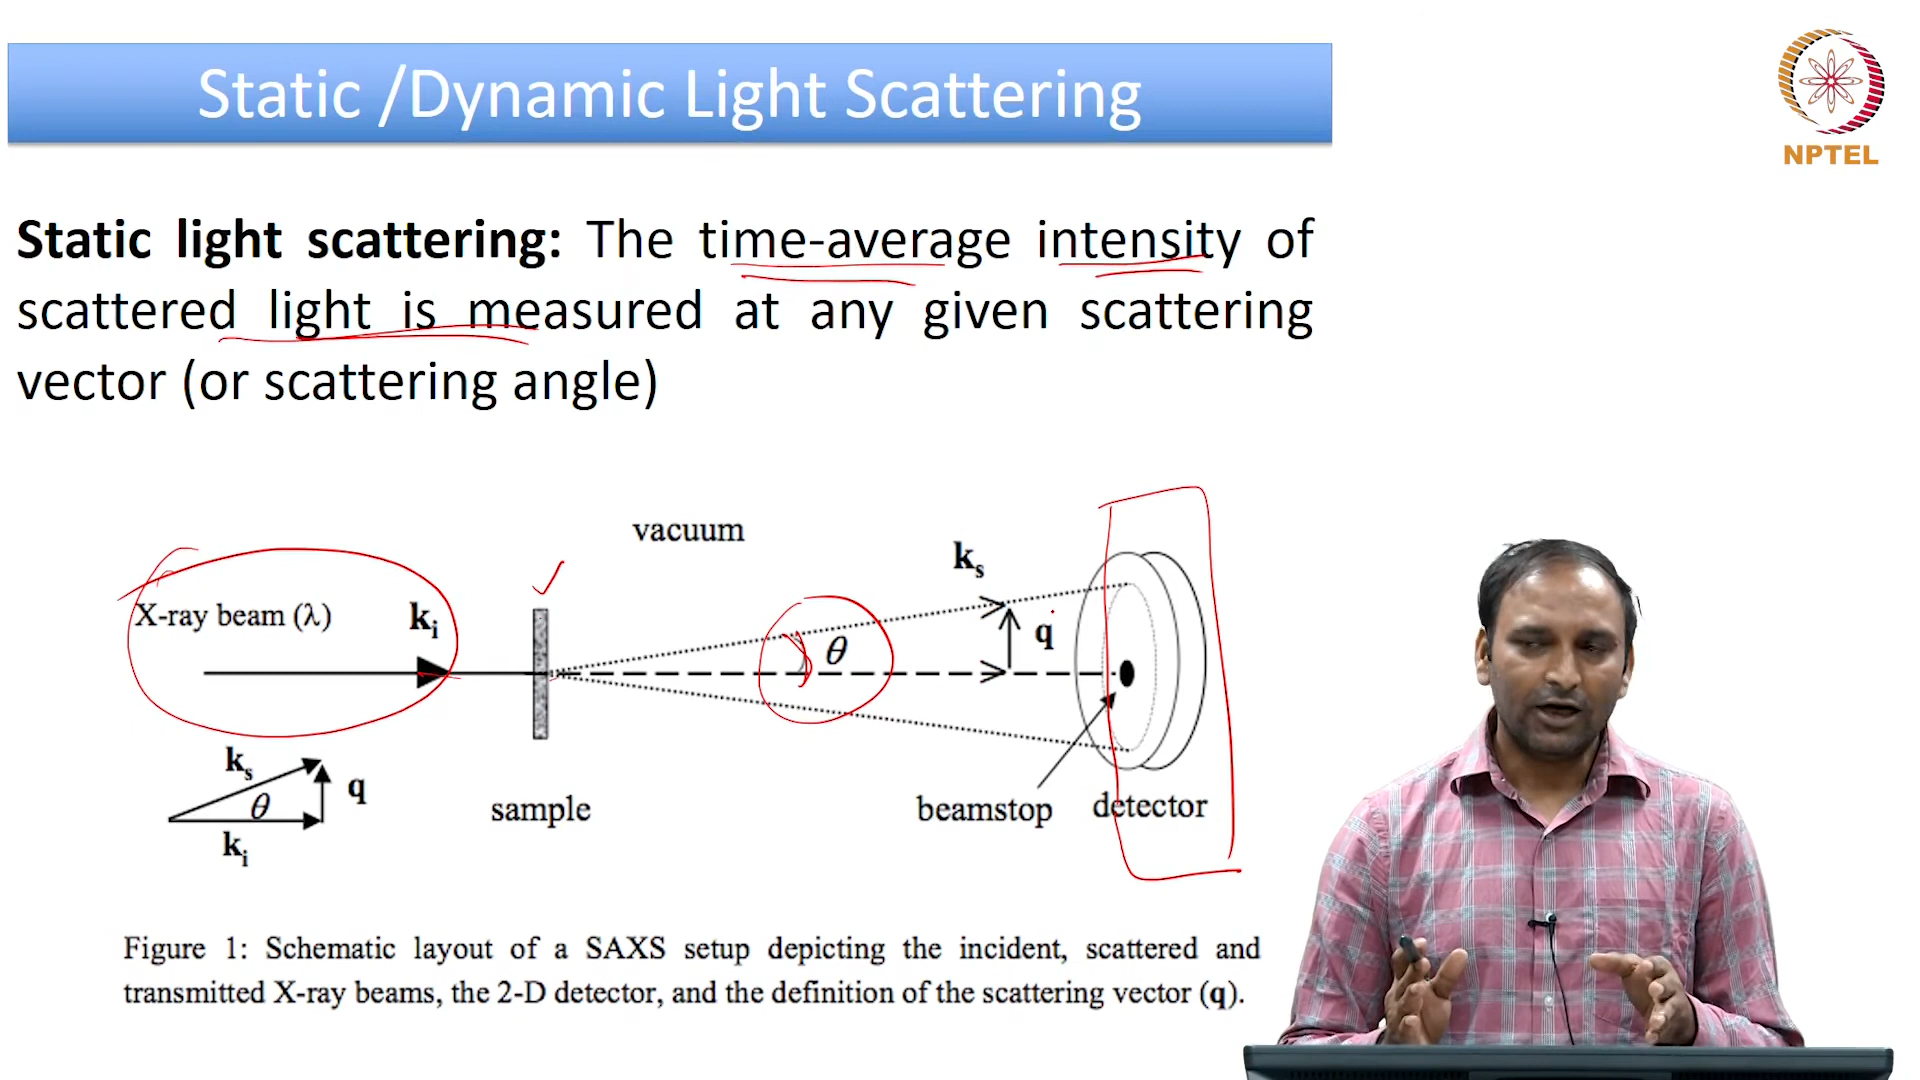 Static /Dynamic Light Scattering
NPTEL
Static light scattering: The time-average intensity of
scattered light is measured at any given scattering
vector (or scattering angle)
vacuum
X-ray beam (λ)
kᵢ
kₛ
θ
q
kₛ
θ
q
kᵢ
sample
beamstop
detector
Figure 1: Schematic layout of a SAXS setup depicting the incident, scattered and
transmitted X-ray beams, the 2-D detector, and the definition of the scattering vector (q).